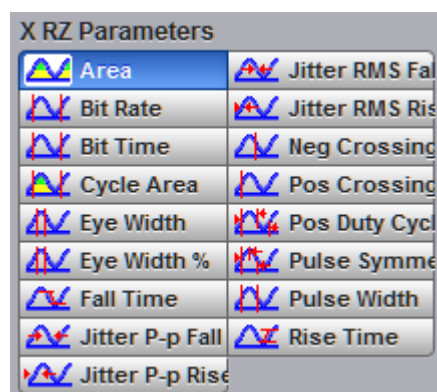 X RZ Parameters
Area
Bit Rate
Bit Time
Cycle Area
Eye Width
Eye Width %
Fall Time
Jitter P-p Fall
Jitter P-p Rise
Jitter RMS Fal
Jitter RMS Ris
Neg Crossing
Pos Crossing
Pos Duty Cycl
Pulse Symme
Pulse Width
Rise Time